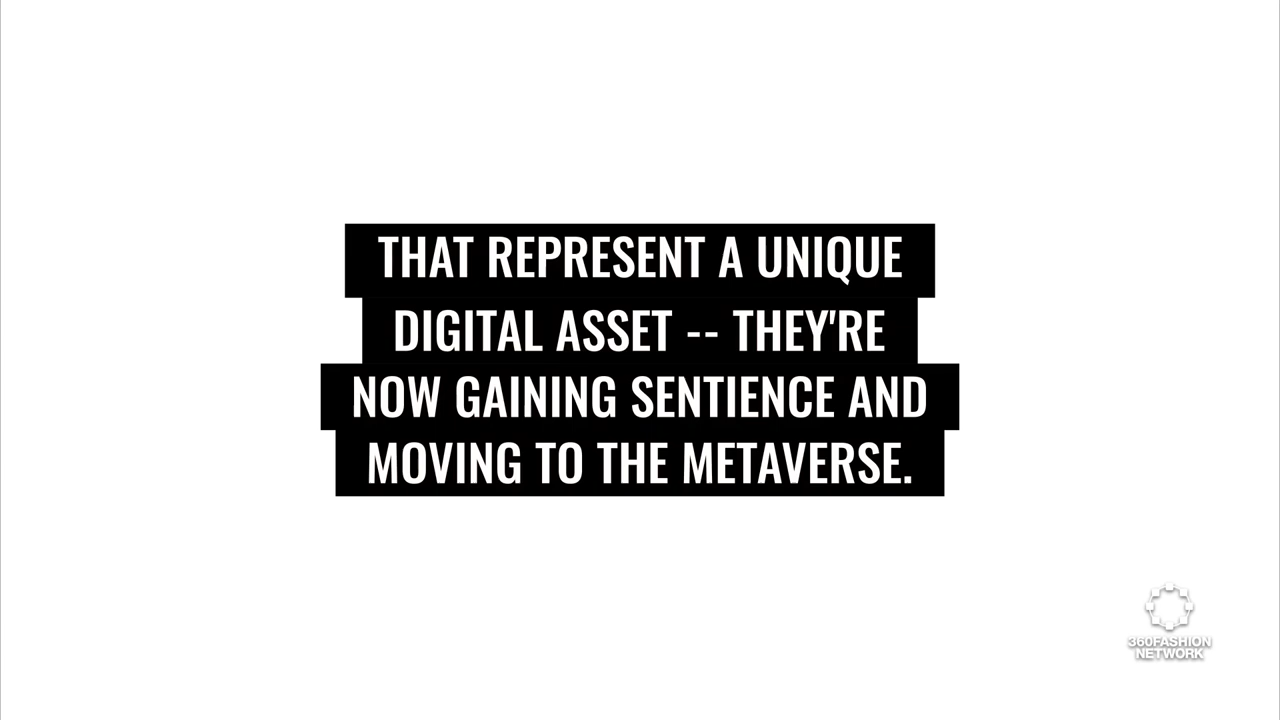 THAT REPRESENT A UNIQUE
DIGITAL ASSET -- THEY'RE
NOW GAINING SENTIENCE AND
MOVING TO THE METAVERSE.
360FASHION
NETWORK